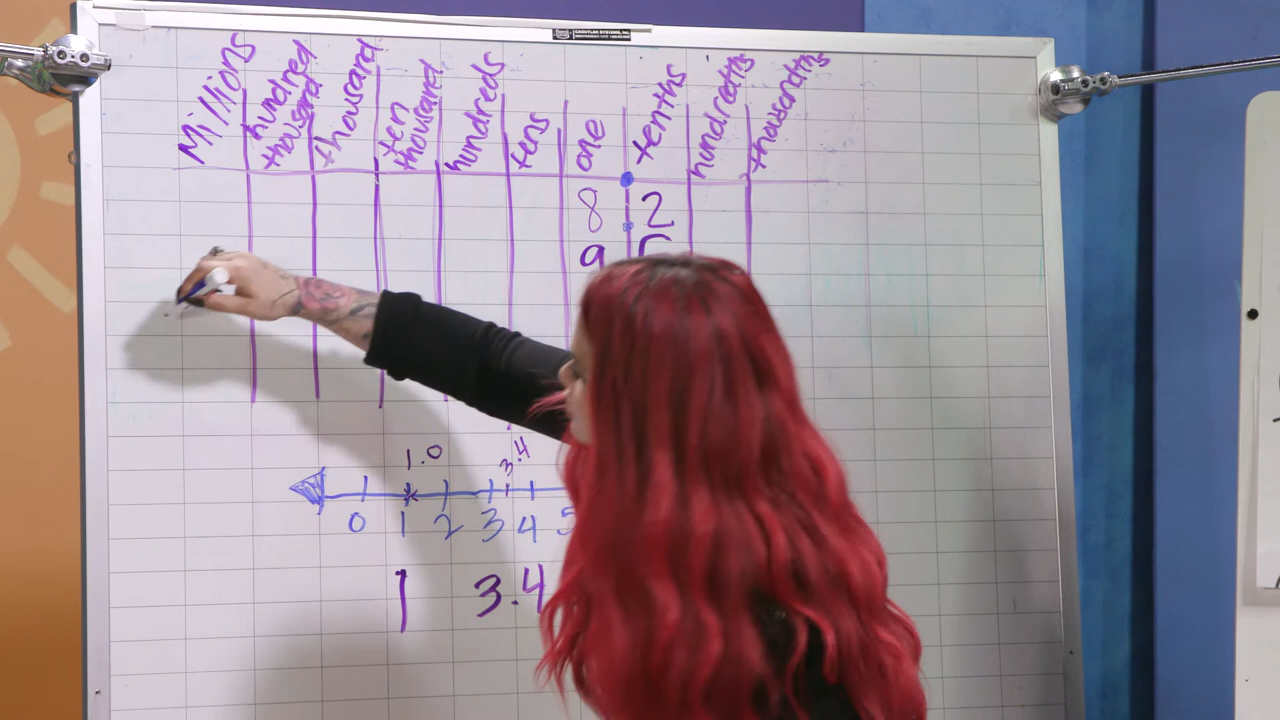 Millions
hundred thousand
thousand
ten thousand
hundreds
tens
one
tenths
hundredths
thousandths
8 2
9
1.0
3.4
0 1 2 3 4 5
1 3.4